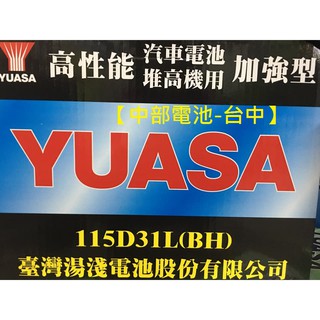 YUASA
高性能
汽車電池
堆高機用
加強型
【中部電池-台中】
YUASA
115D31L(BH)
臺灣湯淺電池股份有限公司